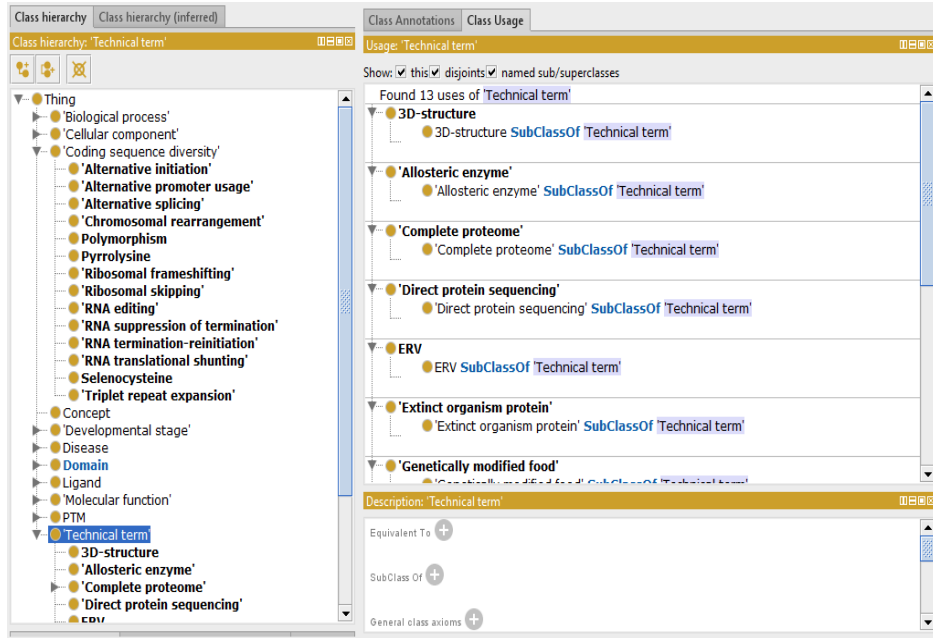 Class hierarchy Class hierarchy (inferred)
Class hierarchy: 'Technical term'
Thing
'Biological process'
'Cellular component'
'Coding sequence diversity'
'Alternative initiation'
'Alternative promoter usage'
'Alternative splicing'
'Chromosomal rearrangement'
Polymorphism
Pyrrolysine
'Ribosomal frameshifting'
'Ribosomal skipping'
'RNA editing'
'RNA suppression of termination'
'RNA termination-reinitiation'
'RNA translational shunting'
Selenocysteine
'Triplet repeat expansion'
Concept
'Developmental stage'
Disease
Domain
Ligand
'Molecular function'
PTM
'Technical term'
3D-structure
'Allosteric enzyme'
'Complete proteome'
'Direct protein sequencing'
ERV
Class Annotations Class Usage
Usage: 'Technical term'
Show: this disjoints named sub/superclasses
Found 13 uses of 'Technical term'
3D-structure
3D-structure SubClassOf 'Technical term'
'Allosteric enzyme'
'Allosteric enzyme' SubClassOf 'Technical term'
'Complete proteome'
'Complete proteome' SubClassOf 'Technical term'
'Direct protein sequencing'
'Direct protein sequencing' SubClassOf 'Technical term'
ERV
ERV SubClassOf 'Technical term'
'Extinct organism protein'
'Extinct organism protein' SubClassOf 'Technical term'
'Genetically modified food'
'Genetically modified food' SubClassOf 'Technical term'
Description: 'Technical term'
Equivalent To
SubClass Of
General class axioms